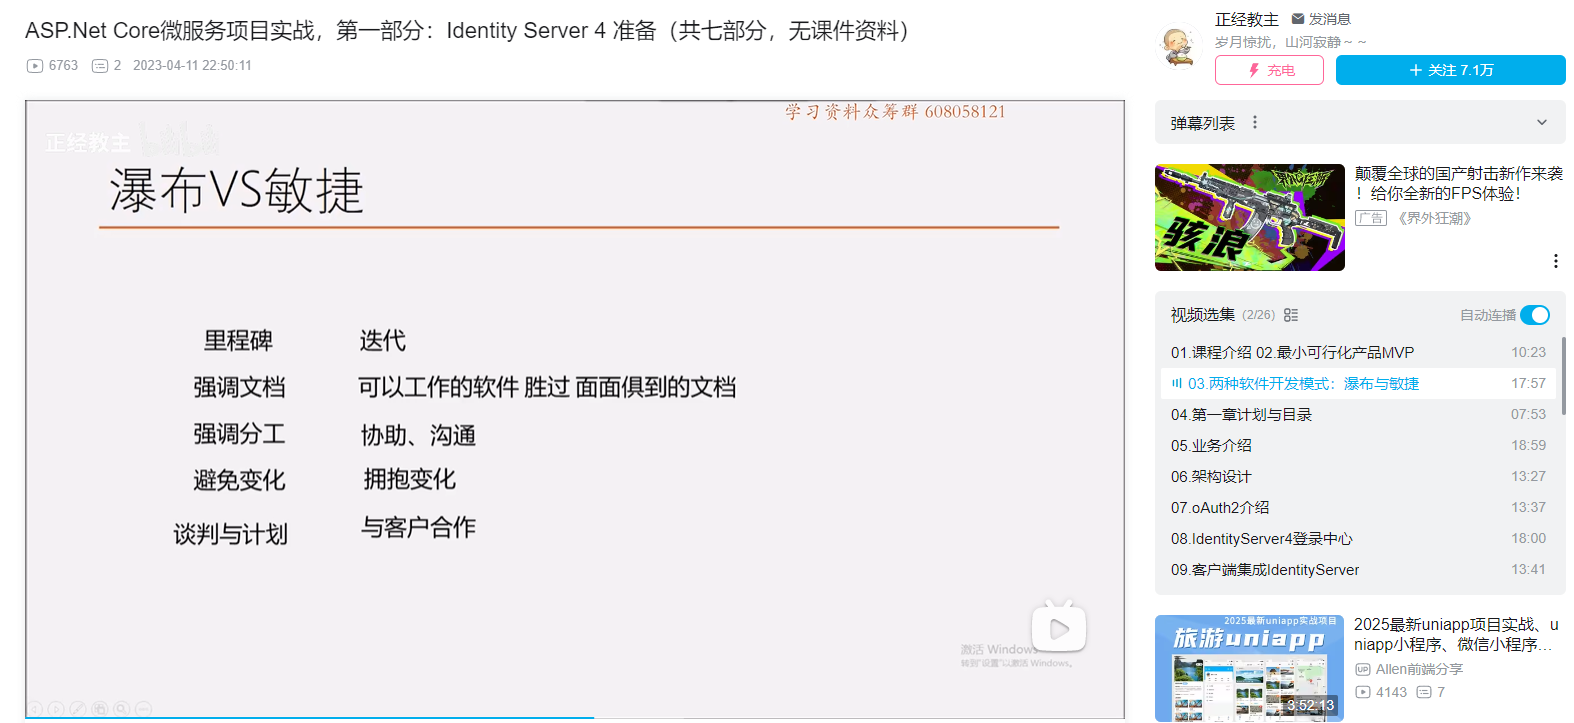 ASP.Net Core微服务项目实战，第一部分：Identity Server 4 准备（共七部分，无课件资料）
6763 2 2023-04-11 22:50:11
学习资料众筹群 608058121
正经教主
瀑布VS敏捷
里程碑 迭代
强调文档 可以工作的软件 胜过 面面俱到的文档
强调分工 协助、沟通
避免变化 拥抱变化
谈判与计划 与客户合作
激活 Windows
转到"设置"以激活 Windows。
正经教主 发消息
岁月惊扰，山河寂静～～
充电
＋ 关注 7.1万
弹幕列表
骇浪
颠覆全球的国产射击新作来袭
！给你全新的FPS体验！
广告 《界外狂潮》
视频选集 (2/26) 自动连播
01.课程介绍 02.最小可行化产品MVP 10:23
03.两种软件开发模式：瀑布与敏捷 17:57
04.第一章计划与目录 07:53
05.业务介绍 18:59
06.架构设计 13:27
07.oAuth2介绍 13:37
08.IdentityServer4登录中心 18:00
09.客户端集成IdentityServer 13:41
2025最新uniapp实战项目
旅游uniapp
3:52:13
2025最新uniapp项目实战、u
niapp小程序、微信小程序…
UP Allen前端分享
4143 7